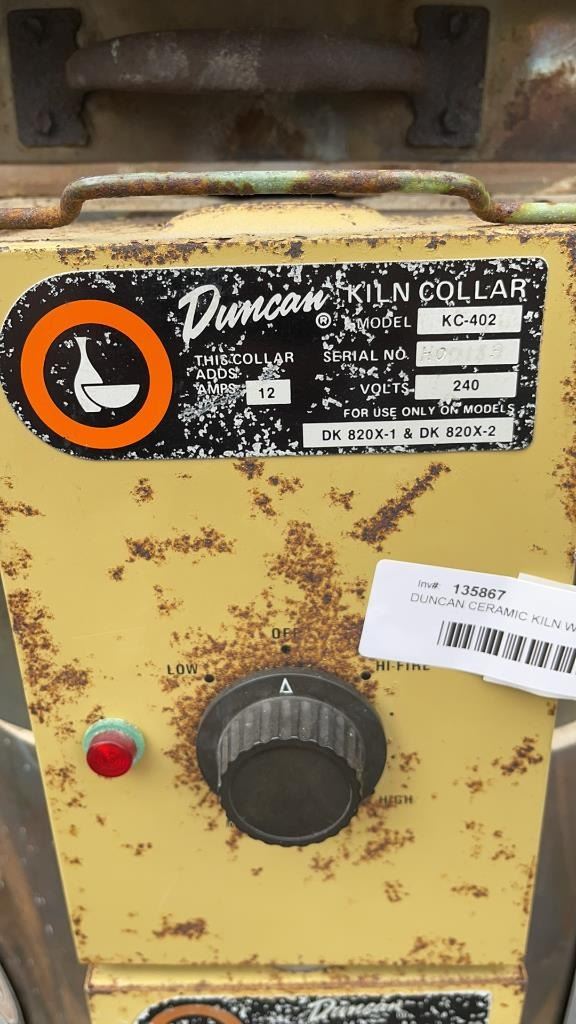 Duncan® KILN COLLAR
MODEL KC-402
THIS COLLAR
ADDS
AMPS 12
SERIAL NO.
VOLTS 240
FOR USE ONLY ON MODELS
DK 820X-1 & DK 820X-2
Inv#: 135867
DUNCAN CERAMIC KILN W
OFF
LOW
HI-FIRE
HIGH
Duncan